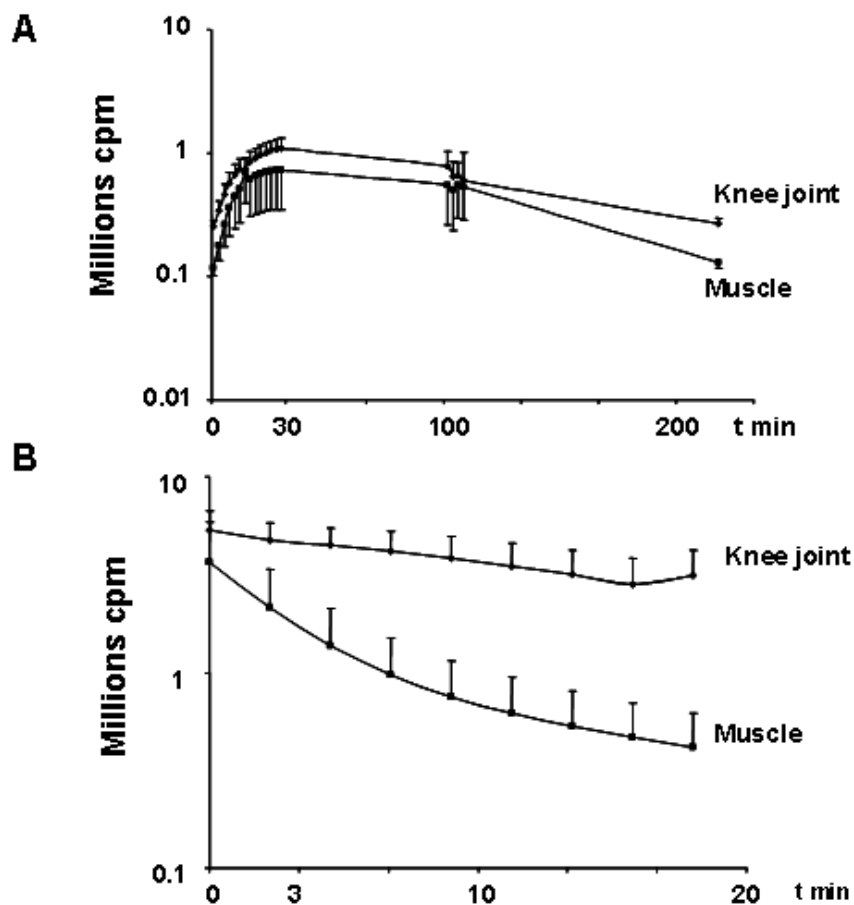 A
10
1
0.1
0.01
Millions cpm
Knee joint
Muscle
0 30 100 200 t min
B
10
1
0.1
Millions cpm
Knee joint
Muscle
0 3 10 20 t min